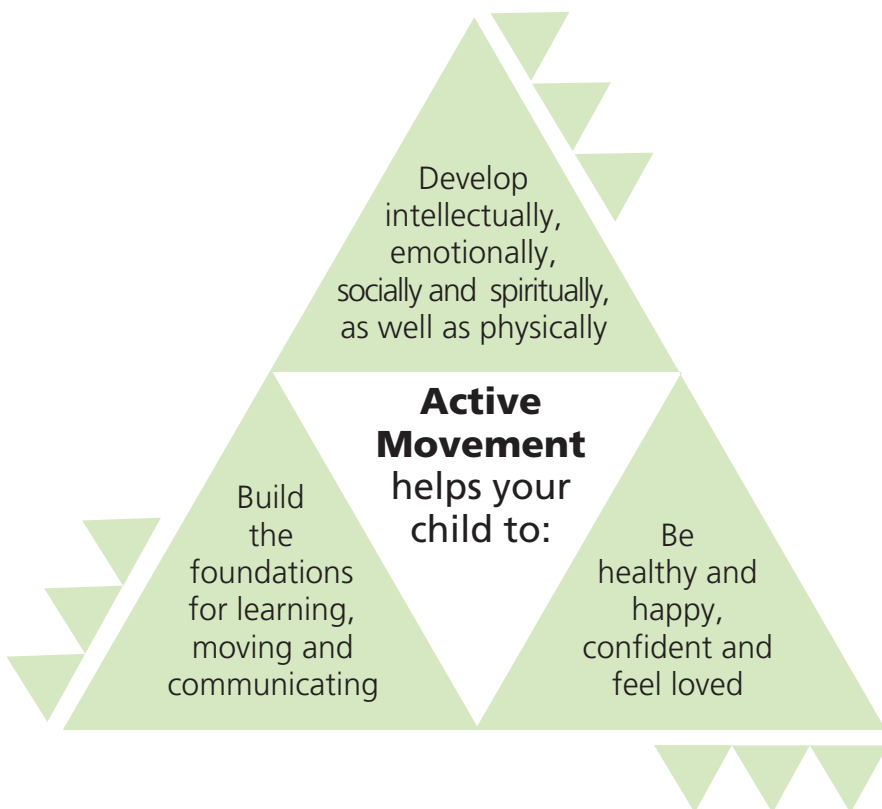 Develop
intellectually,
emotionally,
socially and spiritually,
as well as physically
Active
Movement
helps your
child to:
Build
the
foundations
for learning,
moving and
communicating
Be
healthy and
happy,
confident and
feel loved